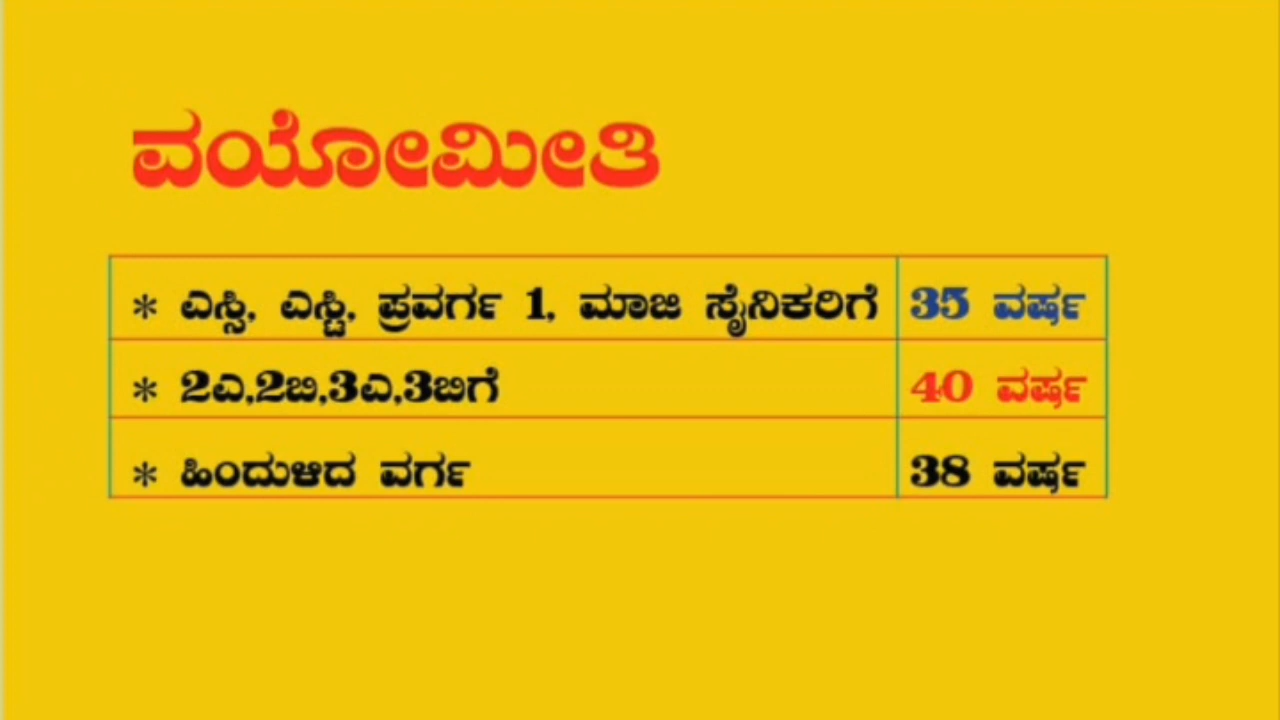 ವಯೋಮೀತಿ
* ಎಸ್ಸಿ, ಎಸ್ಟಿ, ಪ್ರವರ್ಗ 1, ಮಾಜಿ ಸೈನಿಕರಿಗೆ 35 ವರ್ಷ
* 2ಎ,2ಬಿ,3ಎ,3ಬಿಗೆ 40 ವರ್ಷ
* ಹಿಂದುಳಿದ ವರ್ಗ 38 ವರ್ಷ